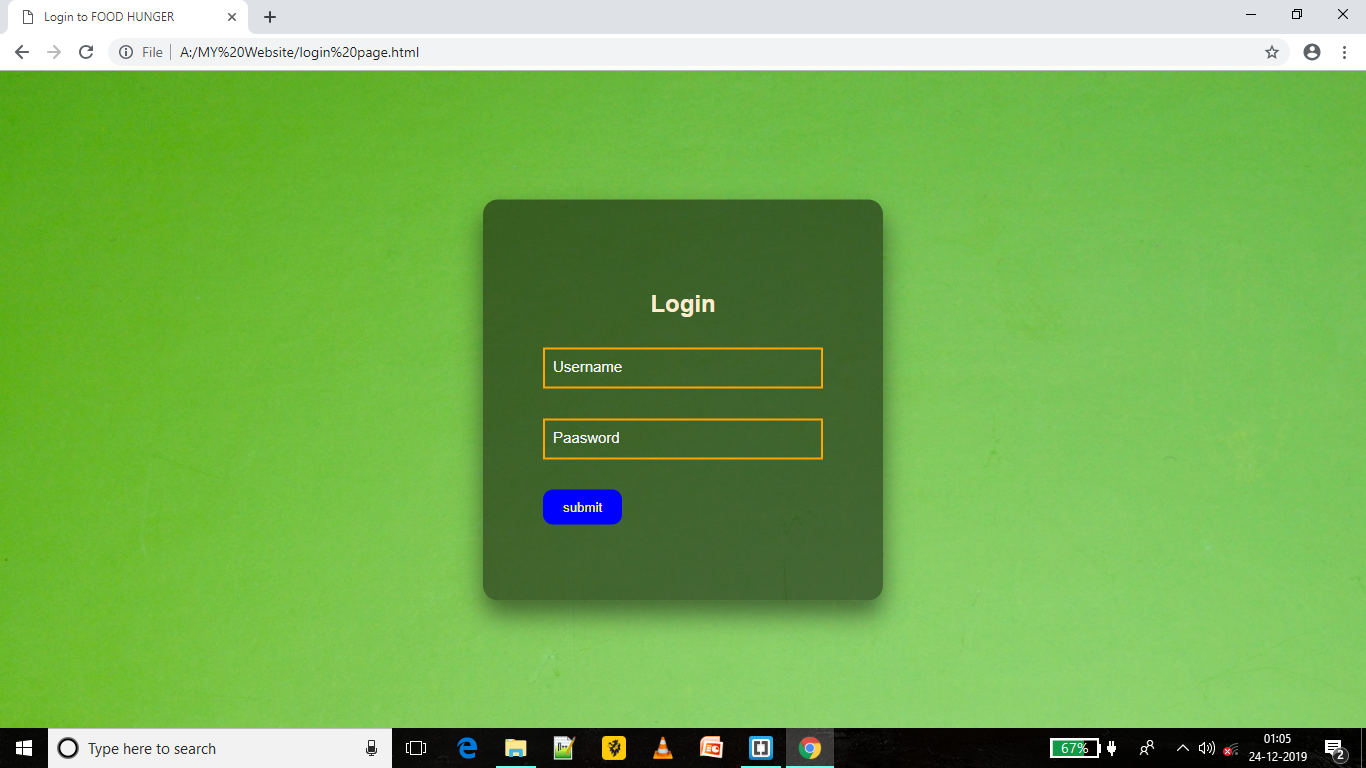 Login to FOOD HUNGER
File A:/MY%20Website/login%20page.html
Login
Username
Paasword
submit
Type here to search
67%
01:05
24-12-2019
2